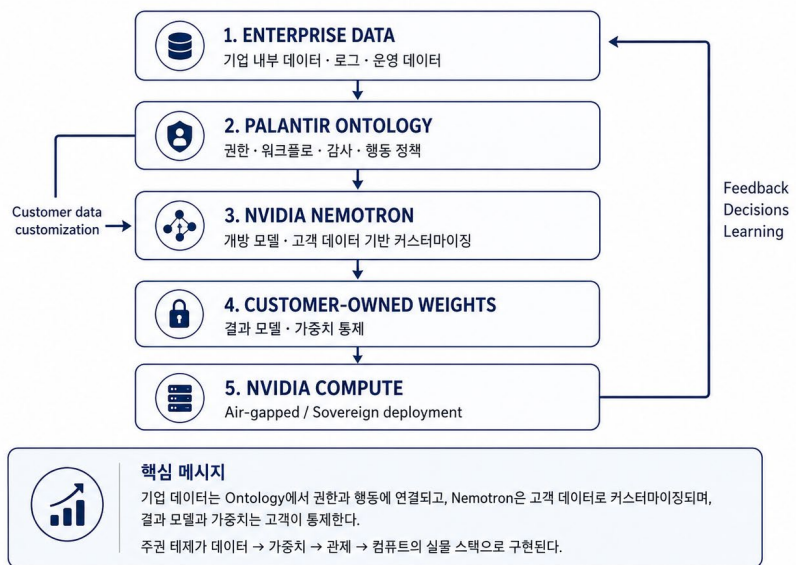 1. ENTERPRISE DATA
기업 내부 데이터 · 로그 · 운영 데이터
2. PALANTIR ONTOLOGY
권한 · 워크플로 · 감사 · 행동 정책
Customer data
customization
3. NVIDIA NEMOTRON
개방 모델 · 고객 데이터 기반 커스터마이징
Feedback
Decisions
Learning
4. CUSTOMER-OWNED WEIGHTS
결과 모델 · 가중치 통제
5. NVIDIA COMPUTE
Air-gapped / Sovereign deployment
핵심 메시지
기업 데이터는 Ontology에서 권한과 행동에 연결되고, Nemotron은 고객 데이터로 커스터마이징되며,
결과 모델과 가중치는 고객이 통제한다.
주권 테제가 데이터 → 가중치 → 관제 → 컴퓨트의 실물 스택으로 구현된다.